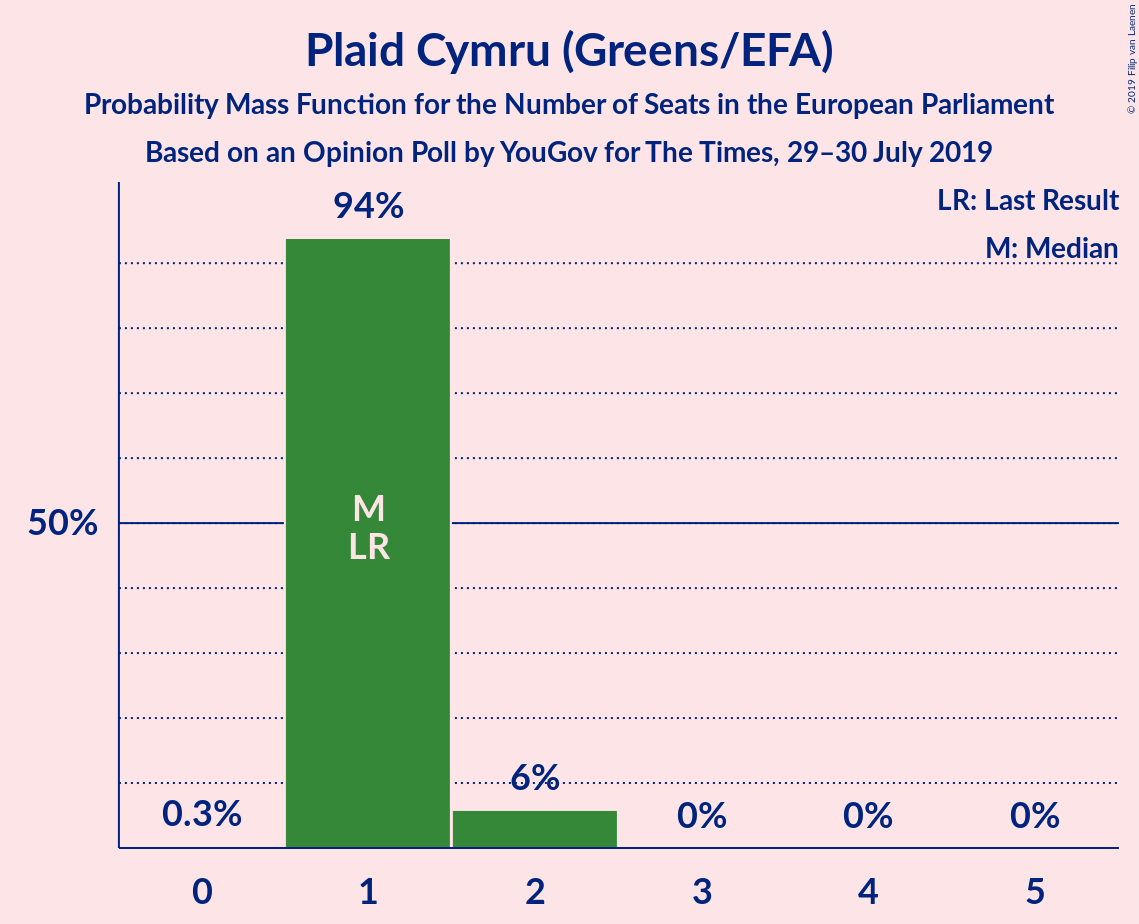 Plaid Cymru (Greens/EFA)
Probability Mass Function for the Number of Seats in the European Parliament
Based on an Opinion Poll by YouGov for The Times, 29–30 July 2019
© 2019 Filip van Laenen
LR: Last Result
M: Median
94%
50%
M
LR
0.3%
6%
0%
0%
0%
0
1
2
3
4
5